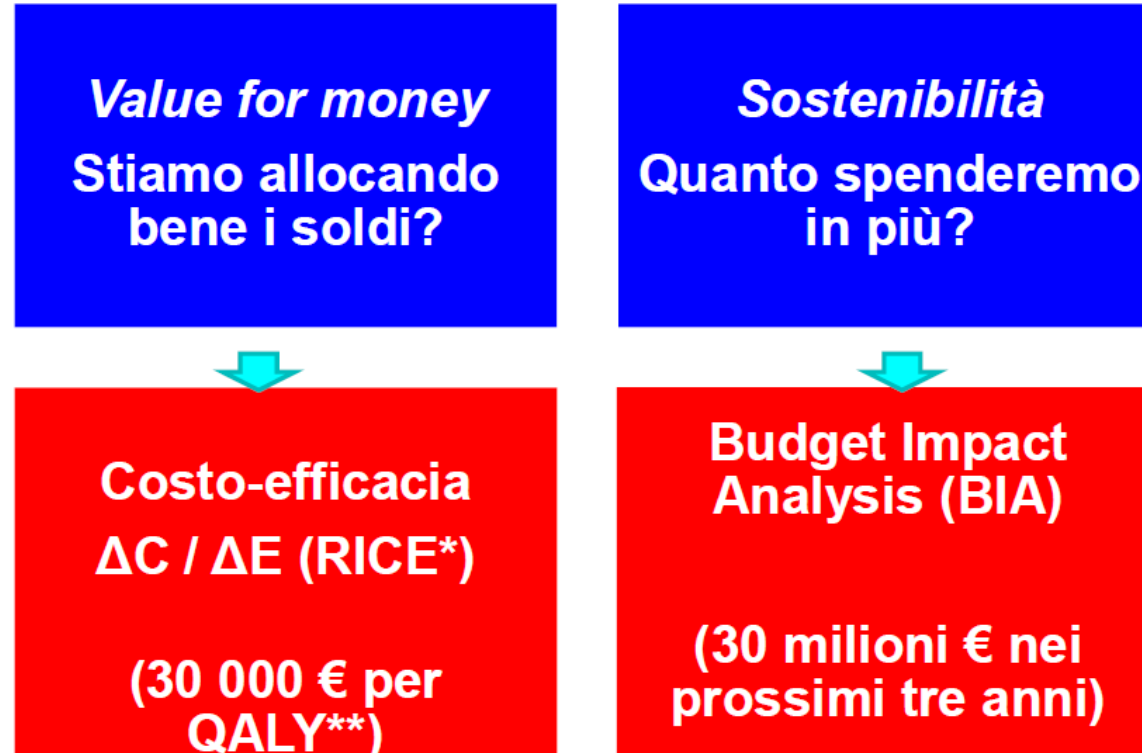 Value for money
Stiamo allocando
bene i soldi?
Sostenibilità
Quanto spenderemo
in più?
Costo-efficacia
ΔC / ΔE (RICE*)
(30 000 € per
QALY**)
Budget Impact
Analysis (BIA)
(30 milioni € nei
prossimi tre anni)